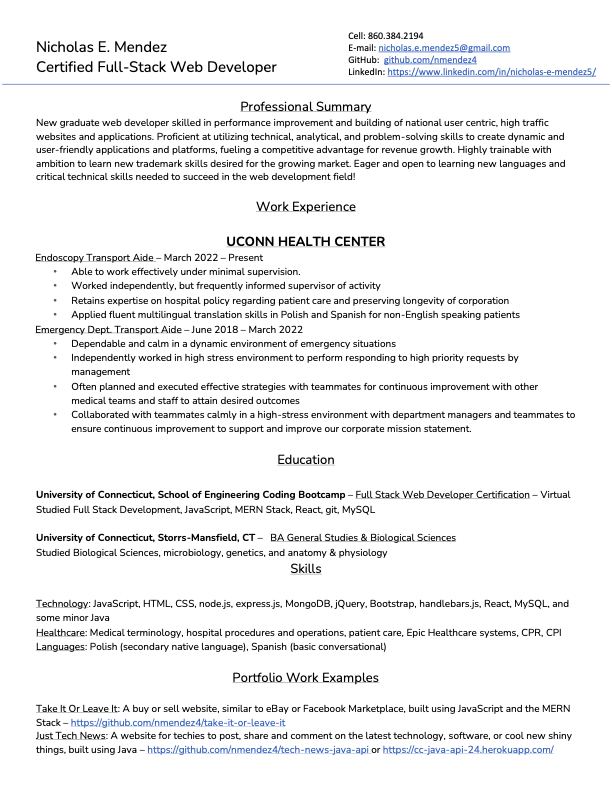 Nicholas E. Mendez
Certified Full-Stack Web Developer
Cell: 860.384.2194
E-mail: nicholas.e.mendez5@gmail.com
GitHub:  github.com/nmendez4
LinkedIn: https://www.linkedin.com/in/nicholas-e-mendez5/
Professional Summary
New graduate web developer skilled in performance improvement and building of national user centric, high traffic
websites and applications. Proficient at utilizing technical, analytical, and problem-solving skills to create dynamic and
user-friendly applications and platforms, fueling a competitive advantage for revenue growth. Highly trainable with
ambition to learn new trademark skills desired for the growing market. Eager and open to learning new languages and
critical technical skills needed to succeed in the web development field!
Work Experience
UCONN HEALTH CENTER
Endoscopy Transport Aide – March 2022 – Present
• Able to work effectively under minimal supervision.
• Worked independently, but frequently informed supervisor of activity
• Retains expertise on hospital policy regarding patient care and preserving longevity of corporation
• Applied fluent multilingual translation skills in Polish and Spanish for non-English speaking patients
Emergency Dept. Transport Aide – June 2018 – March 2022
• Dependable and calm in a dynamic environment of emergency situations
• Independently worked in high stress environment to perform responding to high priority requests by
management
• Often planned and executed effective strategies with teammates for continuous improvement with other
medical teams and staff to attain desired outcomes
• Collaborated with teammates calmly in a high-stress environment with department managers and teammates to
ensure continuous improvement to support and improve our corporate mission statement.
Education
University of Connecticut, School of Engineering Coding Bootcamp – Full Stack Web Developer Certification – Virtual
Studied Full Stack Development, JavaScript, MERN Stack, React, git, MySQL
University of Connecticut, Storrs-Mansfield, CT –  BA General Studies & Biological Sciences
Studied Biological Sciences, microbiology, genetics, and anatomy & physiology
Skills
Technology: JavaScript, HTML, CSS, node.js, express.js, MongoDB, jQuery, Bootstrap, handlebars.js, React, MySQL, and
some minor Java
Healthcare: Medical terminology, hospital procedures and operations, patient care, Epic Healthcare systems, CPR, CPI
Languages: Polish (secondary native language), Spanish (basic conversational)
Portfolio Work Examples
Take It Or Leave It: A buy or sell website, similar to eBay or Facebook Marketplace, built using JavaScript and the MERN
Stack – https://github.com/nmendez4/take-it-or-leave-it
Just Tech News: A website for techies to post, share and comment on the latest technology, software, or cool new shiny
things, built using Java – https://github.com/nmendez4/tech-news-java-api or https://cc-java-api-24.herokuapp.com/